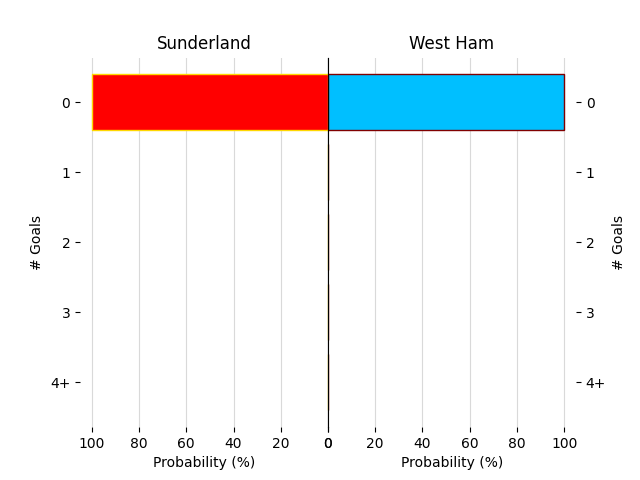 Sunderland West Ham
0 0
1 1
2 2
3 3
4+ 4+
# Goals # Goals
100 80 60 40 20 0 0 20 40 60 80 100
Probability (%) Probability (%)